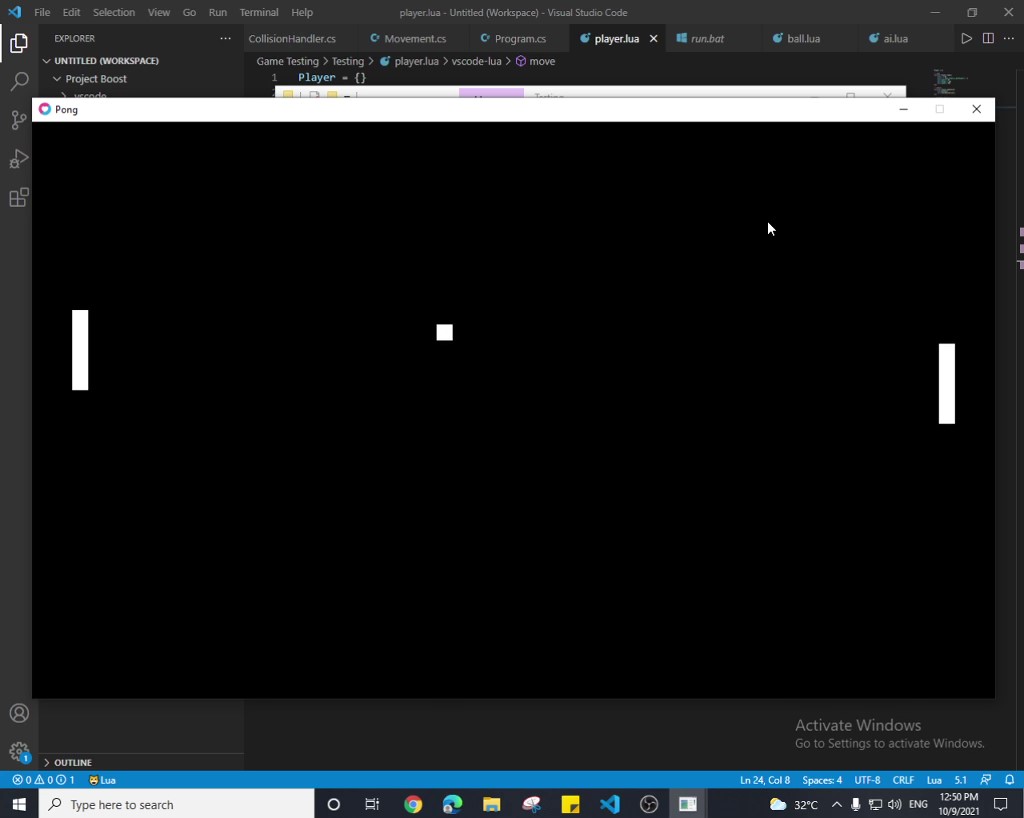 File Edit Selection View Go Run Terminal Help
player.lua - Untitled (Workspace) - Visual Studio Code
EXPLORER
CollisionHandler.cs Movement.cs Program.cs player.lua run.bat ball.lua ai.lua
UNTITLED (WORKSPACE)
Game Testing > Testing > player.lua > vscode-lua > move
Project Boost
1 Player = {}
vscode
Testing
Pong
Activate Windows
Go to Settings to activate Windows.
OUTLINE
0 0 1 Lua
Ln 24, Col 8 Spaces: 4 UTF-8 CRLF Lua 5.1
1
Type here to search
32°C ENG
12:50 PM
10/9/2021